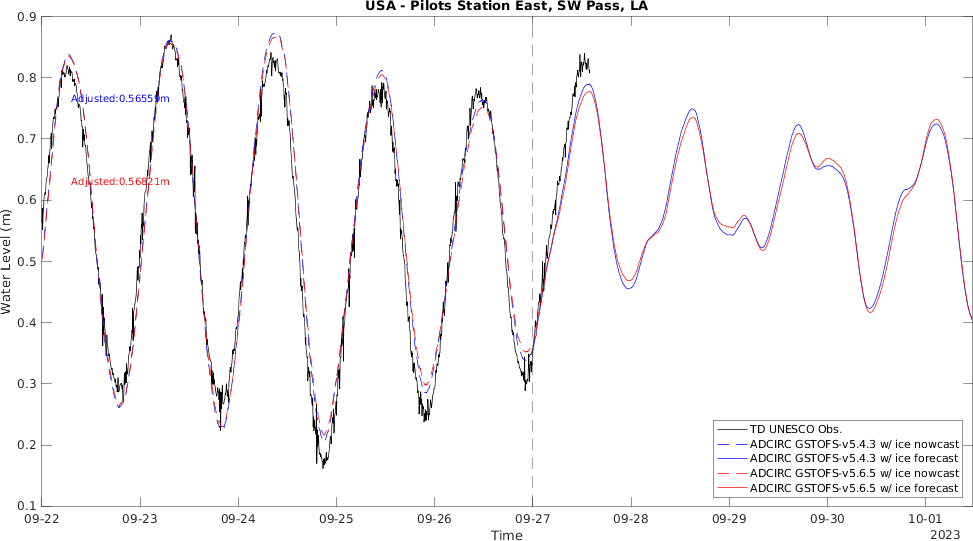 USA - Pilots Station East, SW Pass, LA
0.9
0.8
0.7
0.6
0.5
0.4
0.3
0.2
0.1
Water Level (m)
Adjusted:0.56559m
Adjusted:0.56821m
TD UNESCO Obs.
ADCIRC GSTOFS-v5.4.3 w/ ice nowcast
ADCIRC GSTOFS-v5.4.3 w/ ice forecast
ADCIRC GSTOFS-v5.6.5 w/ ice nowcast
ADCIRC GSTOFS-v5.6.5 w/ ice forecast
09-22 09-23 09-24 09-25 09-26 09-27 09-28 09-29 09-30 10-01
Time
2023